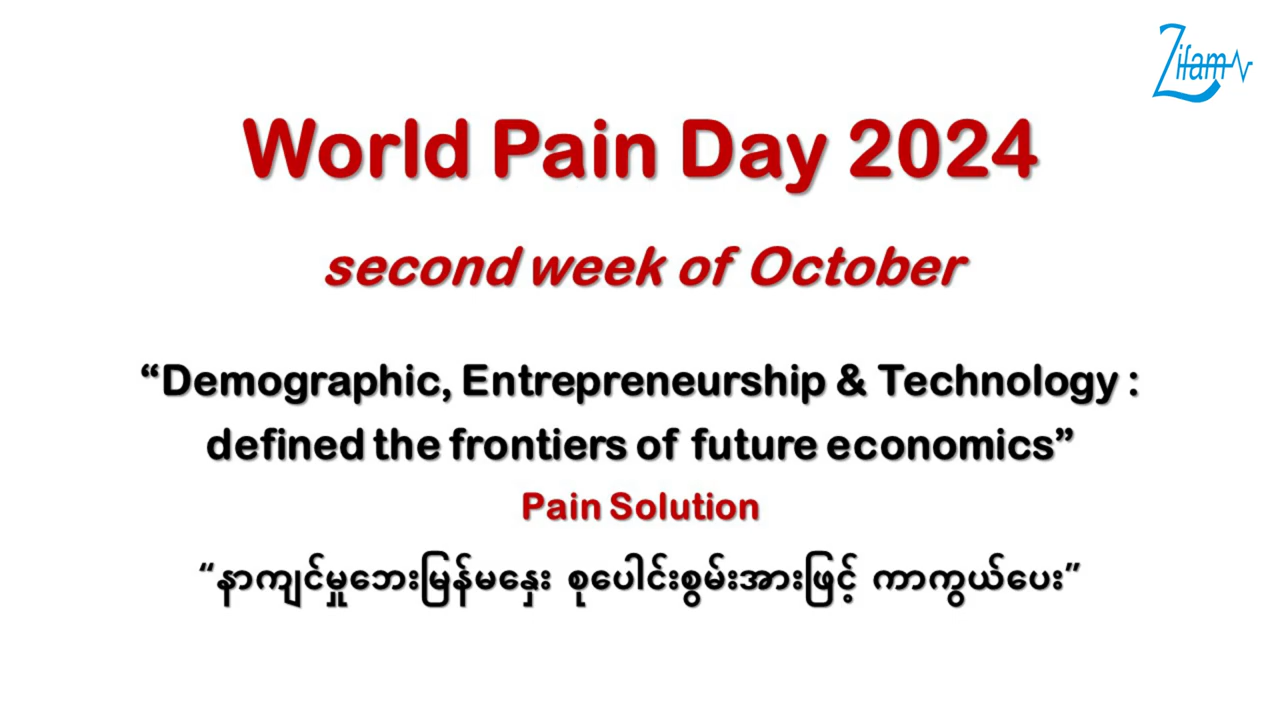 Zifam
World Pain Day 2024
second week of October
“Demographic, Entrepreneurship & Technology :
defined the frontiers of future economics”
Pain Solution
“နာကျင်မှုဘေးမြန်မနှေး စုပေါင်းစွမ်းအားဖြင့် ကာကွယ်ပေး”